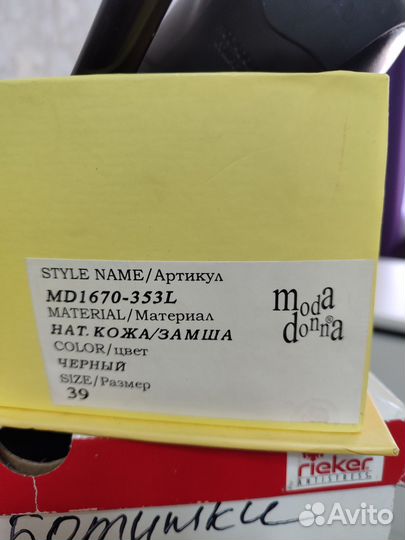 STYLE NAME/Артикул
MD1670-353L
MATERIAL/Материал
НАТ. КОЖА/ЗАМША
COLOR/цвет
ЧЕРНЫЙ
SIZE/Размер
39
moda
donna®
rieker
ANTISTRESS
Ботинки
Avito